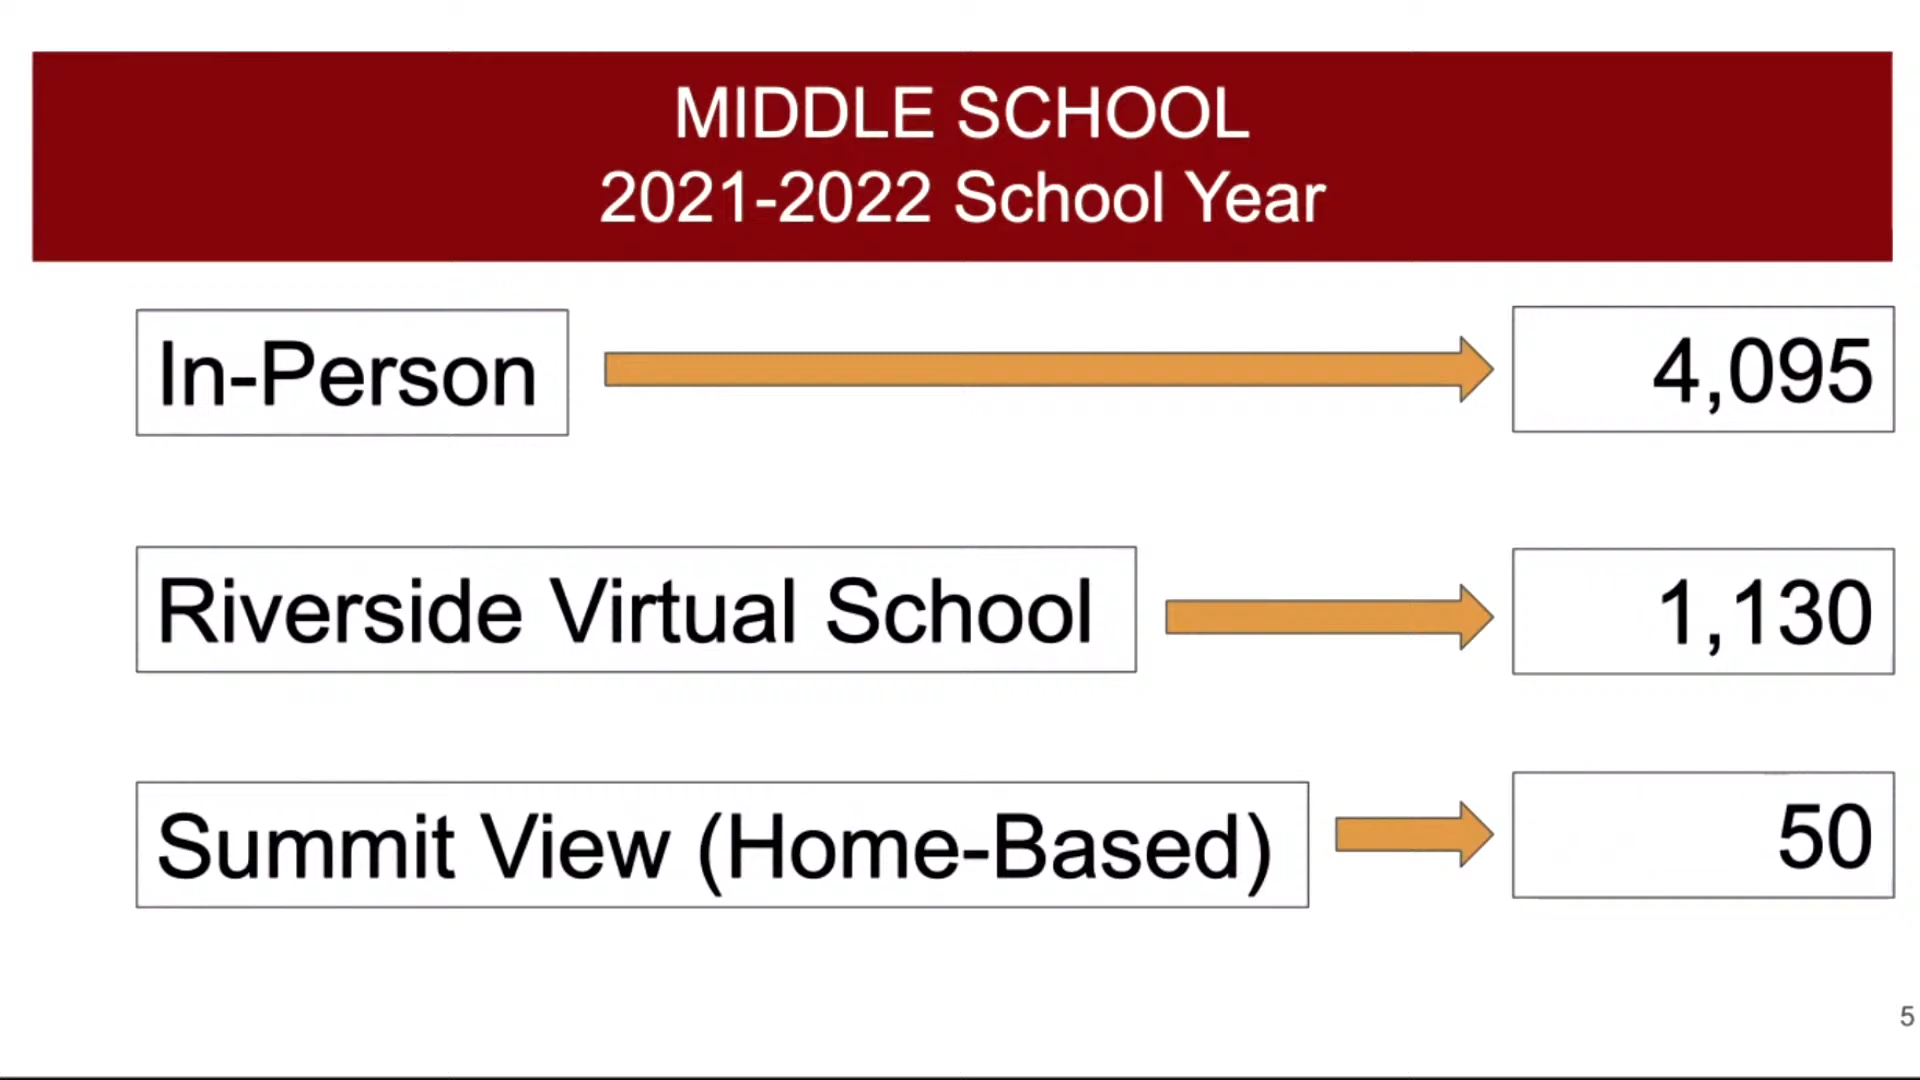 MIDDLE SCHOOL
2021-2022 School Year
In-Person
4,095
Riverside Virtual School
1,130
Summit View (Home-Based)
50
5